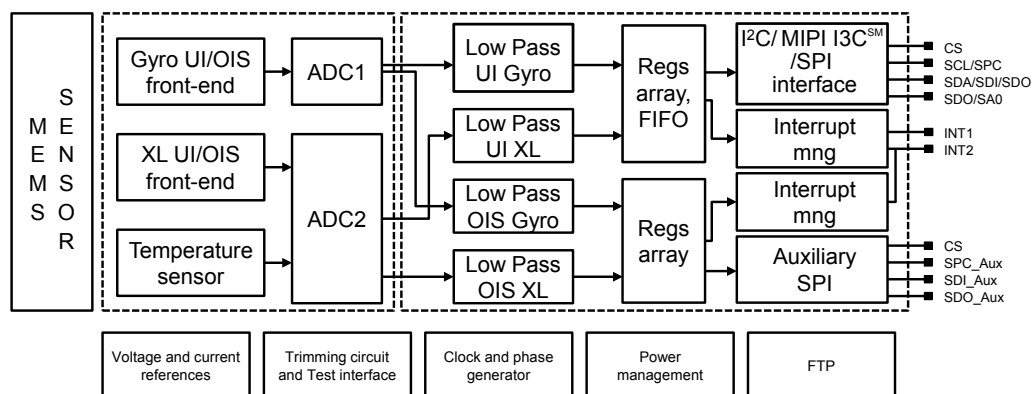 MEMS
SENSOR
Gyro UI/OIS
front-end
XL UI/OIS
front-end
Temperature
sensor
ADC1
ADC2
Low Pass
UI Gyro
Low Pass
UI XL
Low Pass
OIS Gyro
Low Pass
OIS XL
Regs
array,
FIFO
Regs
array
I²C/ MIPI I3C℠
/SPI
interface
Interrupt
mng
Interrupt
mng
Auxiliary
SPI
CS
SCL/SPC
SDA/SDI/SDO
SDO/SA0
INT1
INT2
CS
SPC_Aux
SDI_Aux
SDO_Aux
Voltage and current
references
Trimming circuit
and Test interface
Clock and phase
generator
Power
management
FTP